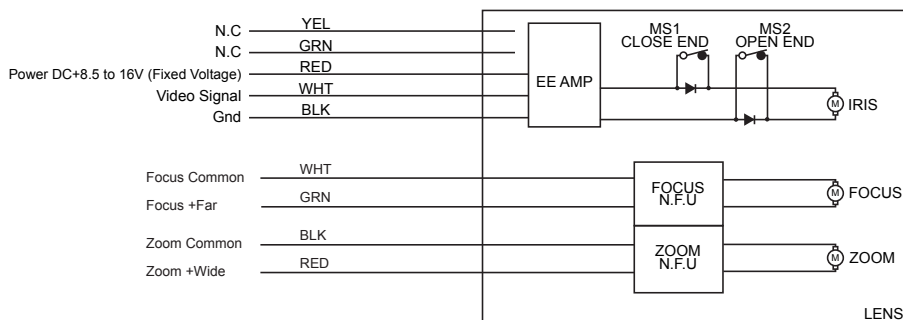 N.C YEL
N.C GRN
Power DC+8.5 to 16V (Fixed Voltage) RED
Video Signal WHT
Gnd BLK
EE AMP
MS1
CLOSE END
MS2
OPEN END
M IRIS
Focus Common WHT
Focus +Far GRN
FOCUS
N.F.U
M FOCUS
Zoom Common BLK
Zoom +Wide RED
ZOOM
N.F.U
M ZOOM
LENS